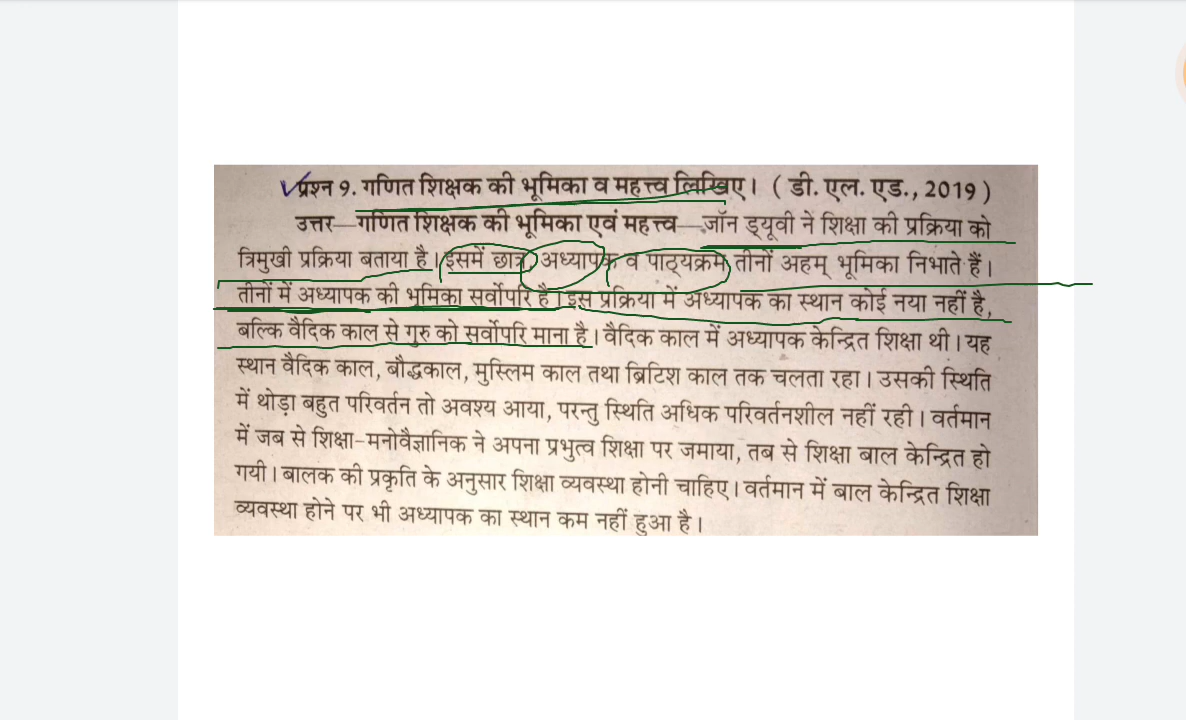 प्रश्न 9. गणित शिक्षक की भूमिका व महत्त्व लिखिए। ( डी. एल. एड., 2019 )
उत्तर—गणित शिक्षक की भूमिका एवं महत्त्व—जॉन ड्यूवी ने शिक्षा की प्रक्रिया को
त्रिमुखी प्रक्रिया बताया है। इसमें छात्र, अध्यापक व पाठ्यक्रम तीनों अहम् भूमिका निभाते हैं।
तीनों में अध्यापक की भूमिका सर्वोपरि है। इस प्रक्रिया में अध्यापक का स्थान कोई नया नहीं है,
बल्कि वैदिक काल से गुरु को सर्वोपरि माना है। वैदिक काल में अध्यापक केन्द्रित शिक्षा थी। यह
स्थान वैदिक काल, बौद्धकाल, मुस्लिम काल तथा ब्रिटिश काल तक चलता रहा। उसकी स्थिति
में थोड़ा बहुत परिवर्तन तो अवश्य आया, परन्तु स्थिति अधिक परिवर्तनशील नहीं रही। वर्तमान
में जब से शिक्षा-मनोवैज्ञानिक ने अपना प्रभुत्व शिक्षा पर जमाया, तब से शिक्षा बाल केन्द्रित हो
गयी। बालक की प्रकृति के अनुसार शिक्षा व्यवस्था होनी चाहिए। वर्तमान में बाल केन्द्रित शिक्षा
व्यवस्था होने पर भी अध्यापक का स्थान कम नहीं हुआ है।